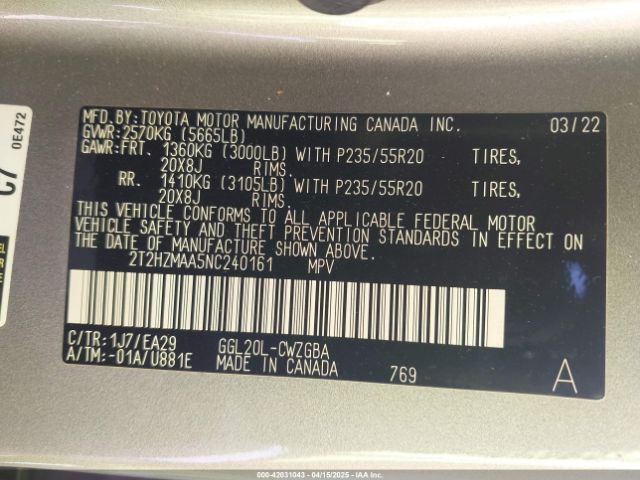 MFD.BY:TOYOTA MOTOR MANUFACTURING CANADA INC. 03/22
GVWR:2570KG (5665LB)
GAWR:FRT. 1360KG (3000LB) WITH P235/55R20 TIRES,
20X8J RIMS.
RR. 1410KG (3105LB) WITH P235/55R20 TIRES,
20X8J RIMS.
THIS VEHICLE CONFORMS TO ALL APPLICABLE FEDERAL MOTOR
VEHICLE SAFETY AND THEFT PREVENTION STANDARDS IN EFFECT ON
THE DATE OF MANUFACTURE SHOWN ABOVE.
2T2HZMAA5NC240161 MPV
C/TR:1J7/EA29 GGL20L-CWZGBA
A/TM:-01A/U881E MADE IN CANADA 769 A
C7 0E472
000-42031043 - 04/15/2025 - IAAI.COM